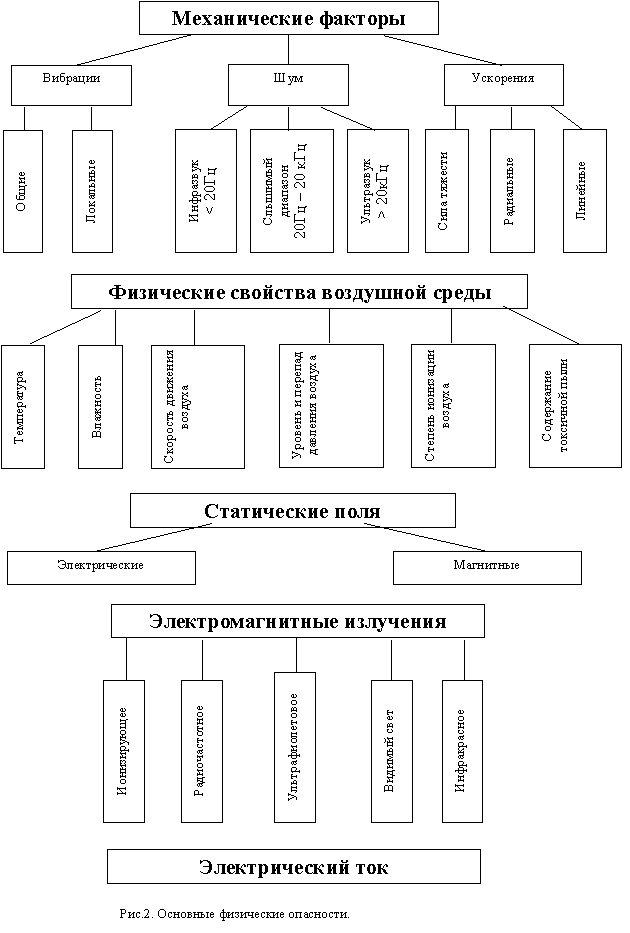 Механические факторы
Вибрации
Шум
Ускорения
Общие
Локальные
Инфразвук
< 20Гц
Слышимый
диапазон
20Гц – 20 кГц
Ультразвук
> 20кГц
Сила тяжести
Радиальные
Линейные
Физические свойства воздушной среды
Температура
Влажность
Скорость движения
воздуха
Уровень и перепад
давления воздуха
Степень ионизации
воздуха
Содержание
токсичной пыли
Статические поля
Электрические
Магнитные
Электромагнитные излучения
Ионизирующее
Радиочастотное
Ультрафиолетовое
Видимый свет
Инфракрасное
Электрический ток
Рис.2. Основные физические опасности.